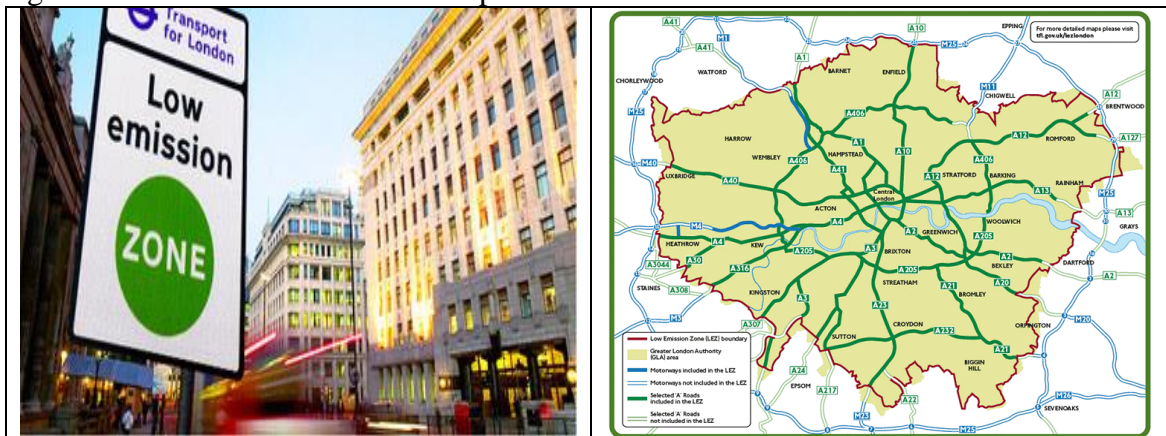 Transport
for London
Low
emission
ZONE
For more detailed maps please visit
tfl.gov.uk/lezlondon
A41
A10
EPPING
M1
A1
M25
A41
WATFORD
BARNET
ENFIELD
CHORLEYWOOD
M11
CHIGWELL
A12
BRENTWOOD
M25
A406
A12
ROMFORD
A127
HARROW
A1
A10
WEMBLEY
A406
HAMPSTEAD
A406
M40
A41
A12
STRATFORD
BARKING
UXBRIDGE
A40
Central
London
A13
RAINHAM
M25
ACTON
A4
WOOLWICH
A13
M4
A2
GREENWICH
A205
GRAYS
HEATHROW
A4
KEW
A205
A3
BRIXTON
A30
A2
DARTFORD
A3044
A316
A205
BEXLEY
A2
STAINES
A308
STREATHAM
A21
A20
KINGSTON
A3
BROMLEY
A23
M3
A307
CROYDON
A232
ORPINGTON
M20
SUTTON
A21
A24
BIGGIN
HILL
EPSOM
A217
A22
M26
SEVENOAKS
M23
M25
Low Emission Zone (LEZ) boundary
Greater London Authority
(GLA) area
Motorways included in the LEZ
Motorways not included in the LEZ
Selected 'A' Roads
included in the LEZ
Selected 'A' Roads
not included in the LEZ